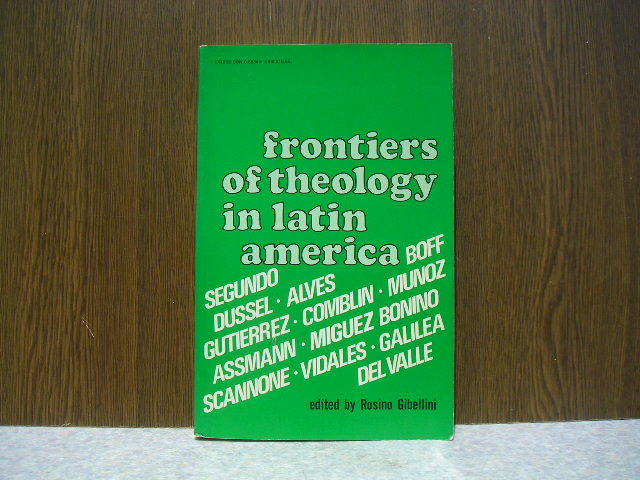 frontiers
of theology
in latin
america
BOFF
SEGUNDO
DUSSEL · ALVES
GUTIERREZ · COMBLIN · MUNOZ
ASSMANN · MIGUEZ BONINO
SCANNONE · VIDALES · GALILEA
DEL VALLE
edited by Rosino Gibellini